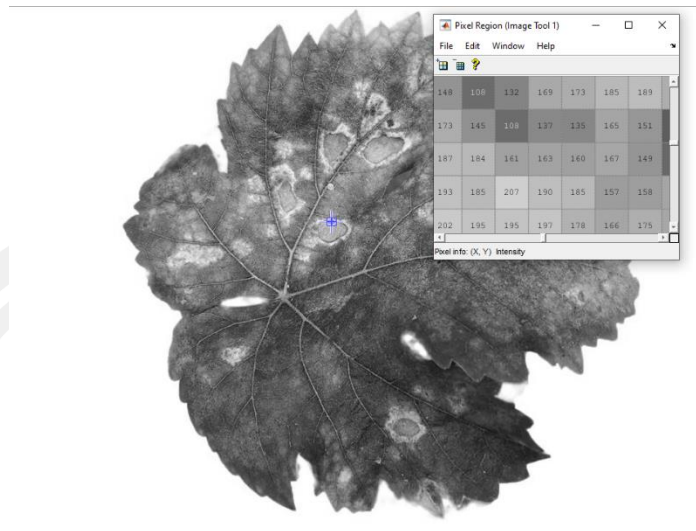 Pixel Region (Image Tool 1)
File Edit Window Help
148 108 132 169 173 185 189
173 145 108 137 135 165 151
187 184 161 163 160 167 149
193 185 207 190 185 157 158
202 195 195 197 178 166 175
Pixel info: (X, Y) Intensity